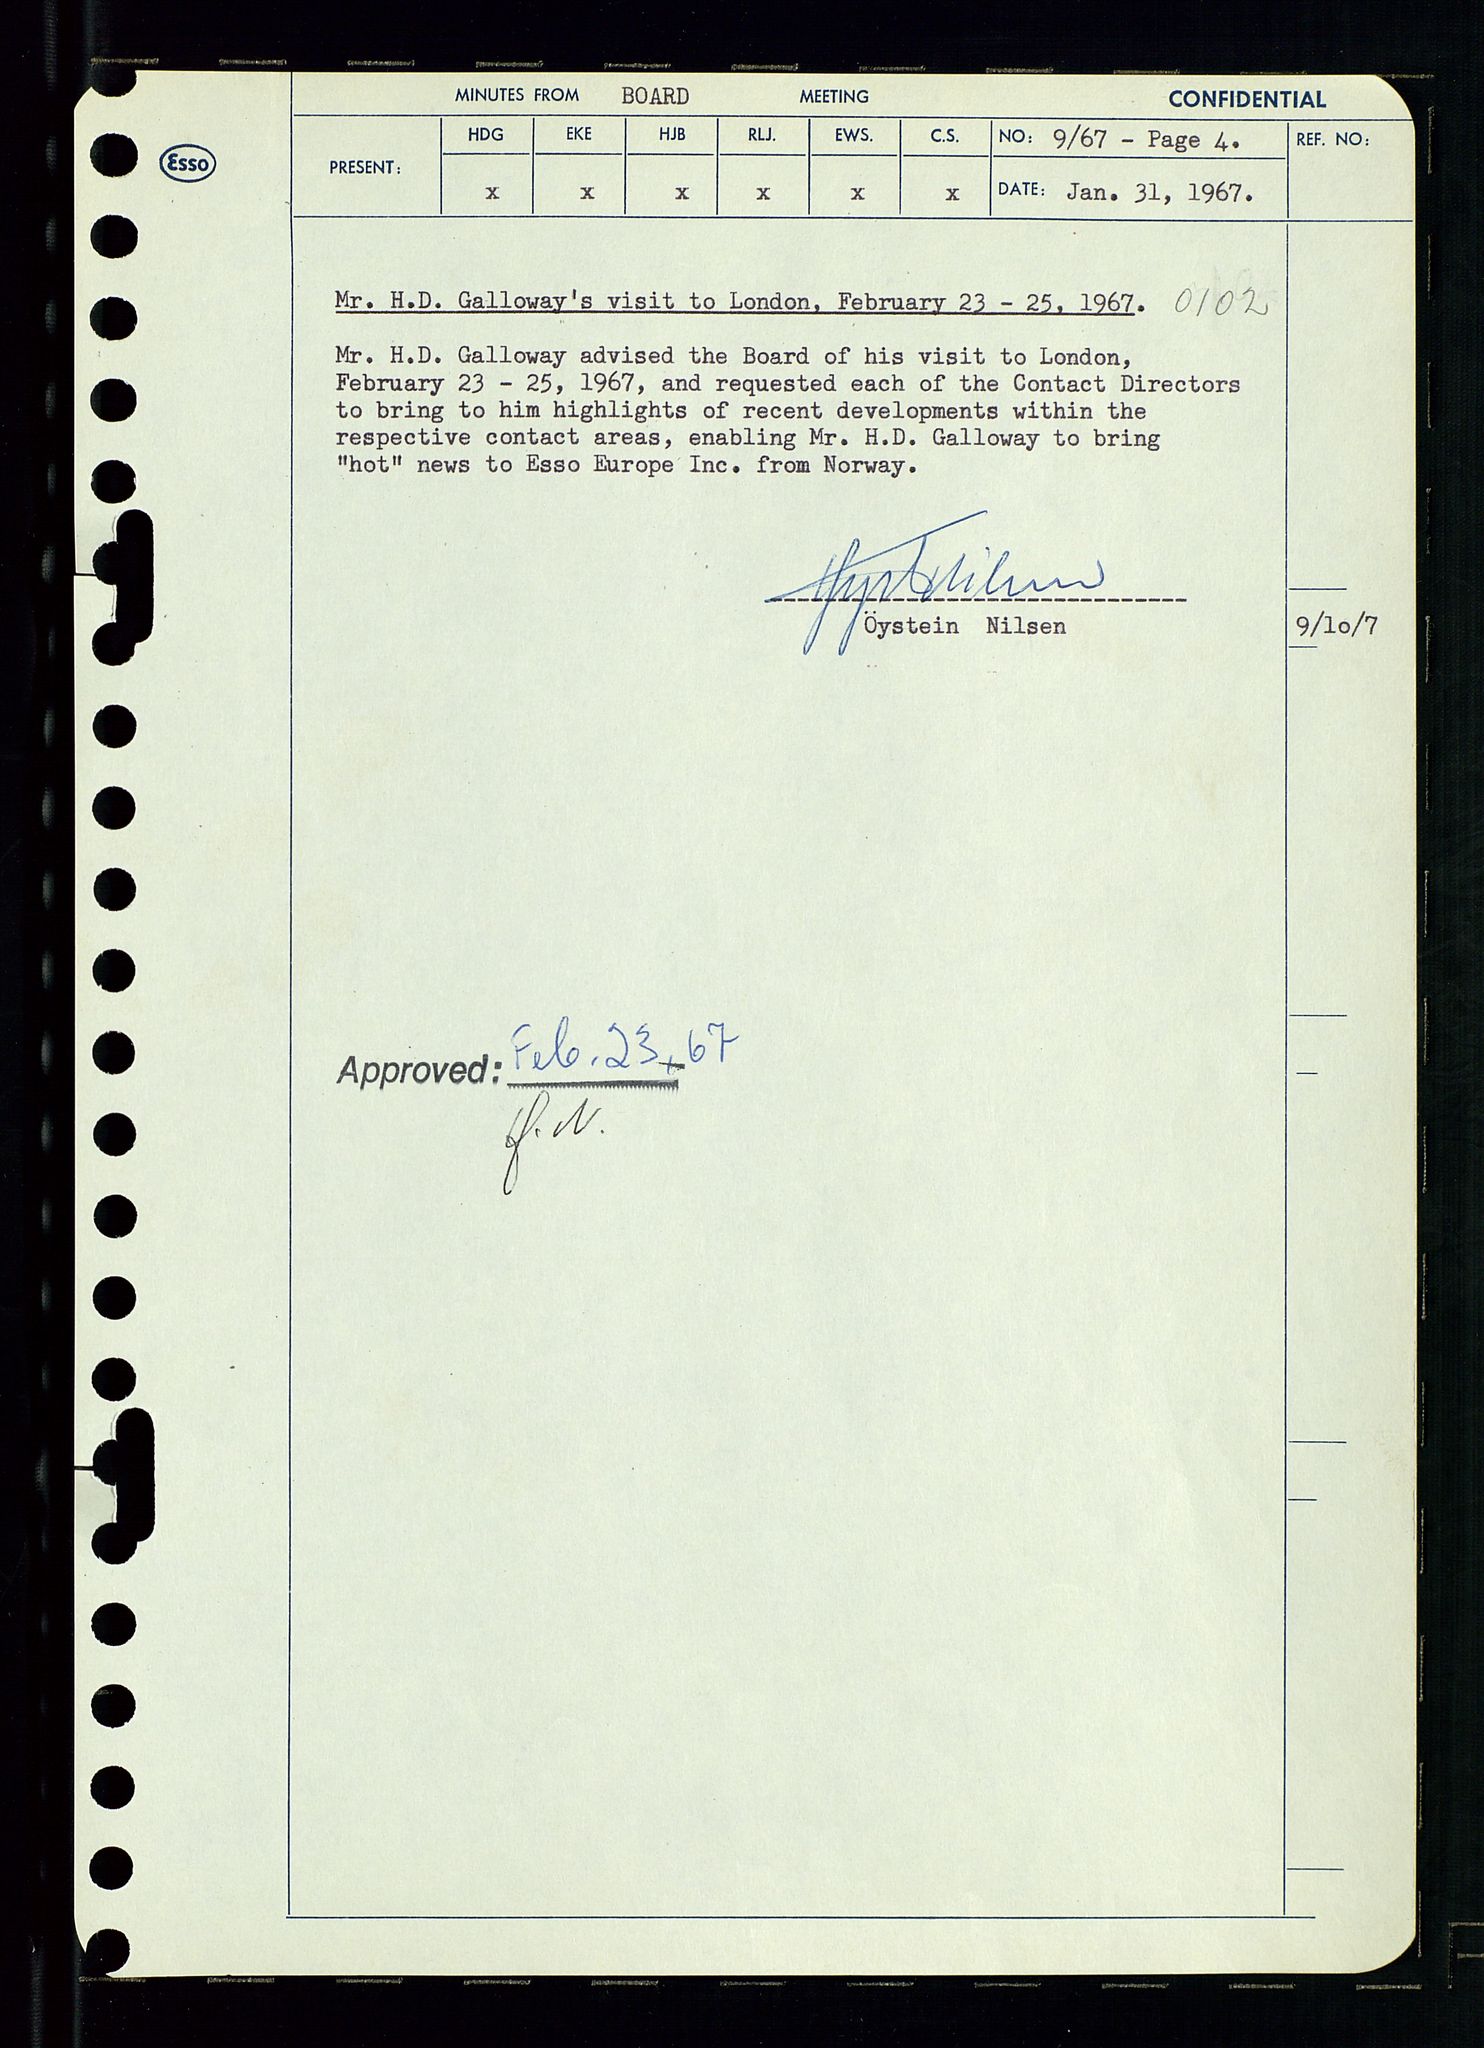 MINUTES FROM BOARD MEETING CONFIDENTIAL
Esso
PRESENT:
HDG EKE HJB RLJ. EWS. C.S.
x x x x x x
NO: 9/67 - Page 4.
DATE: Jan. 31, 1967.
REF. NO:
Mr. H.D. Galloway's visit to London, February 23 - 25, 1967. 0102
Mr. H.D. Galloway advised the Board of his visit to London,
February 23 - 25, 1967, and requested each of the Contact Directors
to bring to him highlights of recent developments within the
respective contact areas, enabling Mr. H.D. Galloway to bring
"hot" news to Esso Europe Inc. from Norway.
Öystein Nilsen
9/10/7
Approved: Feb. 23, 67